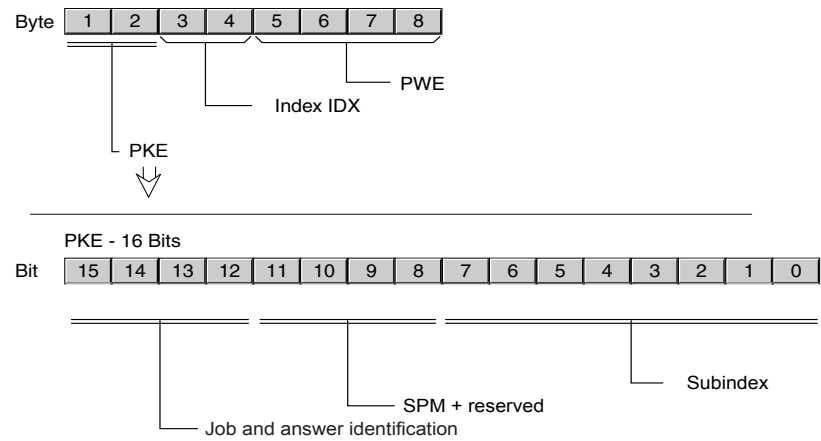 Byte 1 2 3 4 5 6 7 8
PWE
Index IDX
PKE
PKE - 16 Bits
Bit 15 14 13 12 11 10 9 8 7 6 5 4 3 2 1 0
Subindex
SPM + reserved
Job and answer identification